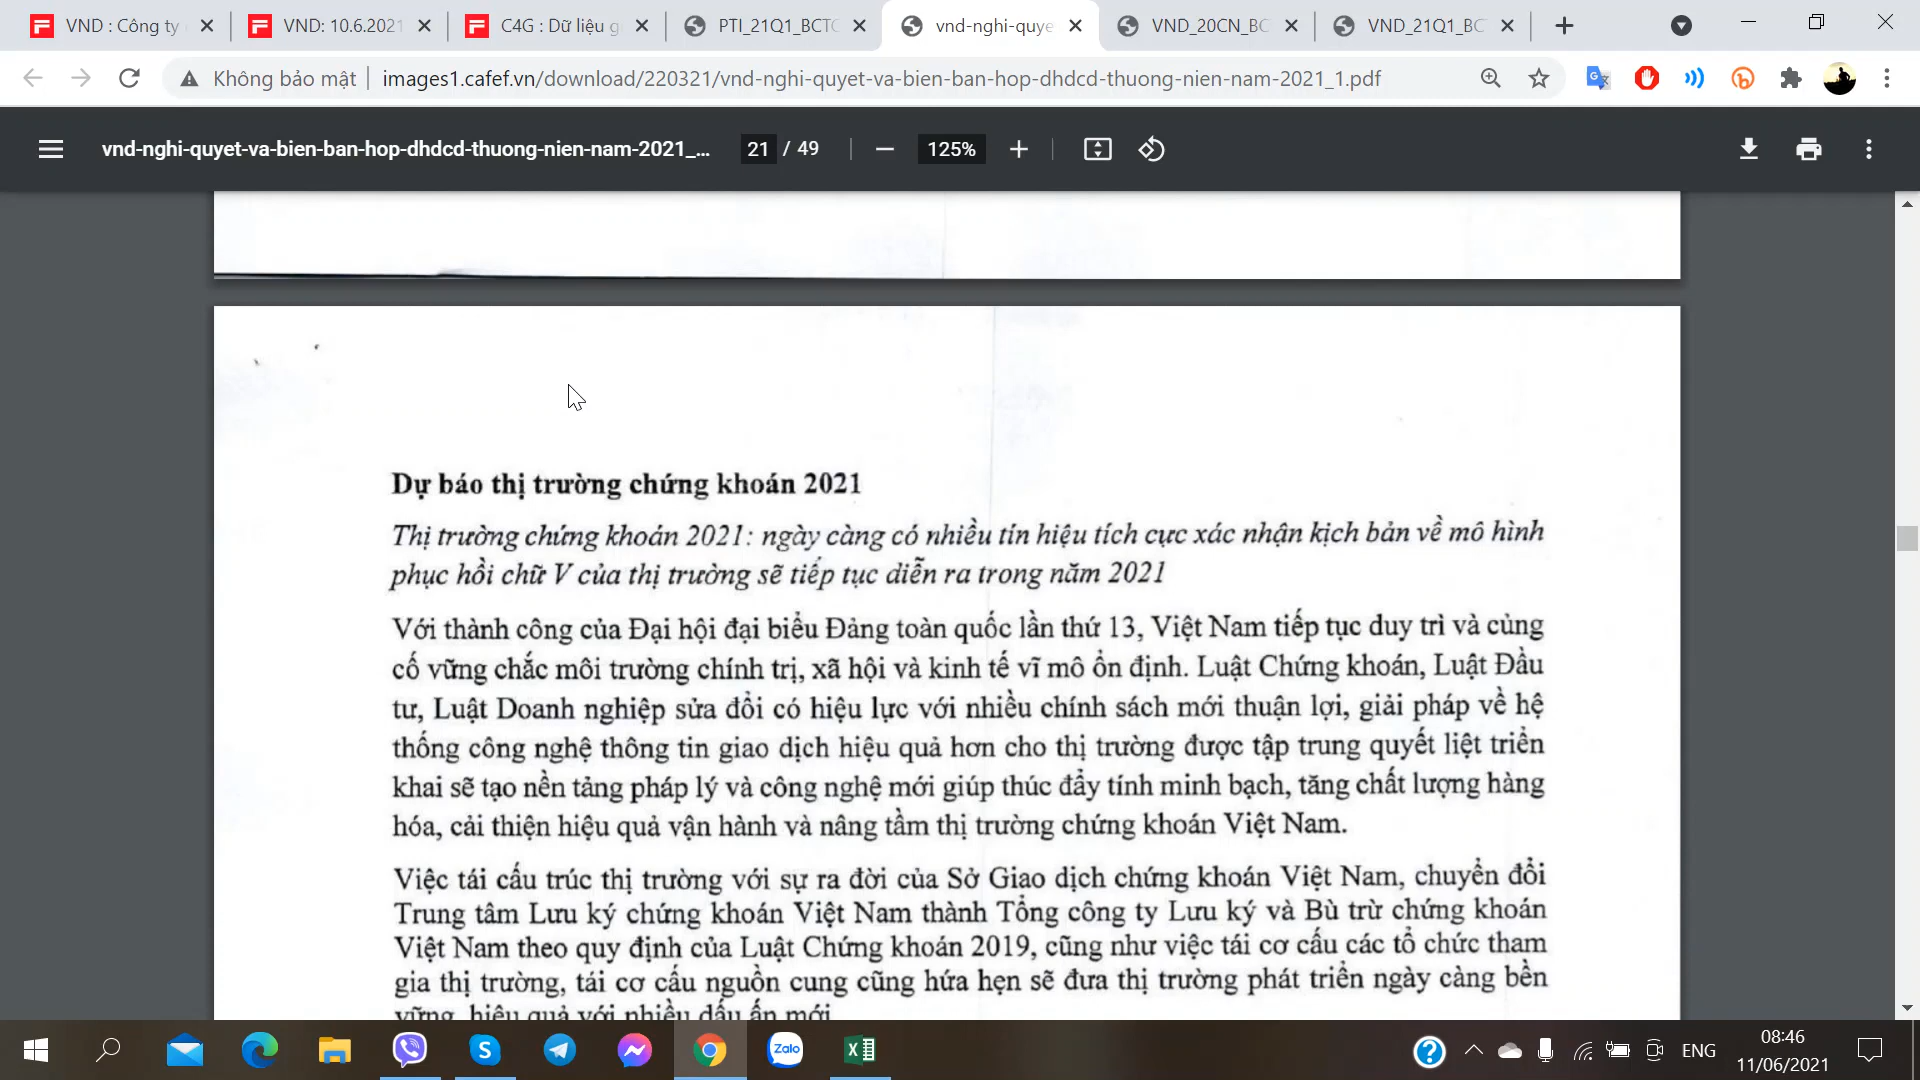 VND : Công ty
VND: 10.6.2021
C4G : Dữ liệu g
PTI_21Q1_BCTC
vnd-nghi-quye
VND_20CN_BC
VND_21Q1_BC
Không bảo mật
images1.cafef.vn/download/220321/vnd-nghi-quyet-va-bien-ban-hop-dhdcd-thuong-nien-nam-2021_1.pdf
vnd-nghi-quyet-va-bien-ban-hop-dhdcd-thuong-nien-nam-2021_...
21 / 49
125%
Dự báo thị trường chứng khoán 2021
Thị trường chứng khoán 2021: ngày càng có nhiều tín hiệu tích cực xác nhận kịch bản về mô hình
phục hồi chữ V của thị trường sẽ tiếp tục diễn ra trong năm 2021
Với thành công của Đại hội đại biểu Đảng toàn quốc lần thứ 13, Việt Nam tiếp tục duy trì và củng
cố vững chắc môi trường chính trị, xã hội và kinh tế vĩ mô ổn định. Luật Chứng khoán, Luật Đầu
tư, Luật Doanh nghiệp sửa đổi có hiệu lực với nhiều chính sách mới thuận lợi, giải pháp về hệ
thống công nghệ thông tin giao dịch hiệu quả hơn cho thị trường được tập trung quyết liệt triển
khai sẽ tạo nền tảng pháp lý và công nghệ mới giúp thúc đẩy tính minh bạch, tăng chất lượng hàng
hóa, cải thiện hiệu quả vận hành và nâng tầm thị trường chứng khoán Việt Nam.
Việc tái cấu trúc thị trường với sự ra đời của Sở Giao dịch chứng khoán Việt Nam, chuyển đổi
Trung tâm Lưu ký chứng khoán Việt Nam thành Tổng công ty Lưu ký và Bù trừ chứng khoán
Việt Nam theo quy định của Luật Chứng khoán 2019, cũng như việc tái cơ cấu các tổ chức tham
gia thị trường, tái cơ cấu nguồn cung cũng hứa hẹn sẽ đưa thị trường phát triển ngày càng bền
vững, hiệu quả với nhiều dấu ấn mới.
Zalo
ENG
08:46
11/06/2021